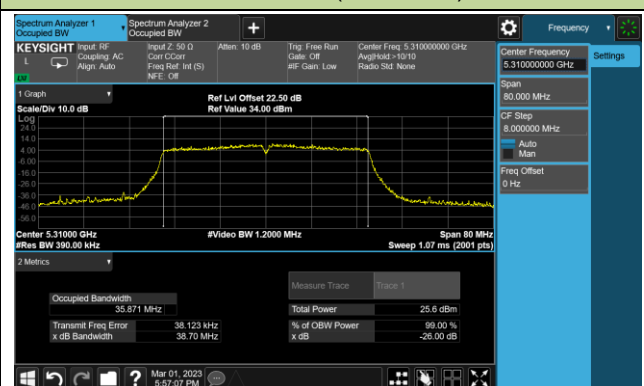 Spectrum Analyzer 1
Occupied BW
Spectrum Analyzer 2
Occupied BW
+
Frequency
KEYSIGHT
L
Input: RF
Coupling: AC
Align: Auto
Input Z: 50 Ω
Corr CCorr
Freq Ref: Int (S)
NFE: Off
Atten: 10 dB
Trig: Free Run
Gate: Off
#IF Gain: Low
Center Freq: 5.310000000 GHz
Avg|Hold:>10/10
Radio Std: None
Center Frequency
5.310000000 GHz
Settings
Span
80.000 MHz
CF Step
8.000000 MHz
Auto
Man
Freq Offset
0 Hz
1 Graph
Scale/Div 10.0 dB
Ref Lvl Offset 22.50 dB
Ref Value 34.00 dBm
Log
24.0
14.0
4.00
-6.00
-16.0
-26.0
-36.0
-46.0
-56.0
Center 5.31000 GHz
#Video BW 1.2000 MHz
Span 80 MHz
#Res BW 390.00 kHz
Sweep 1.07 ms (2001 pts)
2 Metrics
Measure Trace
Trace 1
Occupied Bandwidth
35.871 MHz
Total Power
25.6 dBm
Transmit Freq Error
38.123 kHz
% of OBW Power
99.00 %
x dB Bandwidth
38.70 MHz
x dB
-26.00 dB
?
Mar 01, 2023
5:57:07 PM